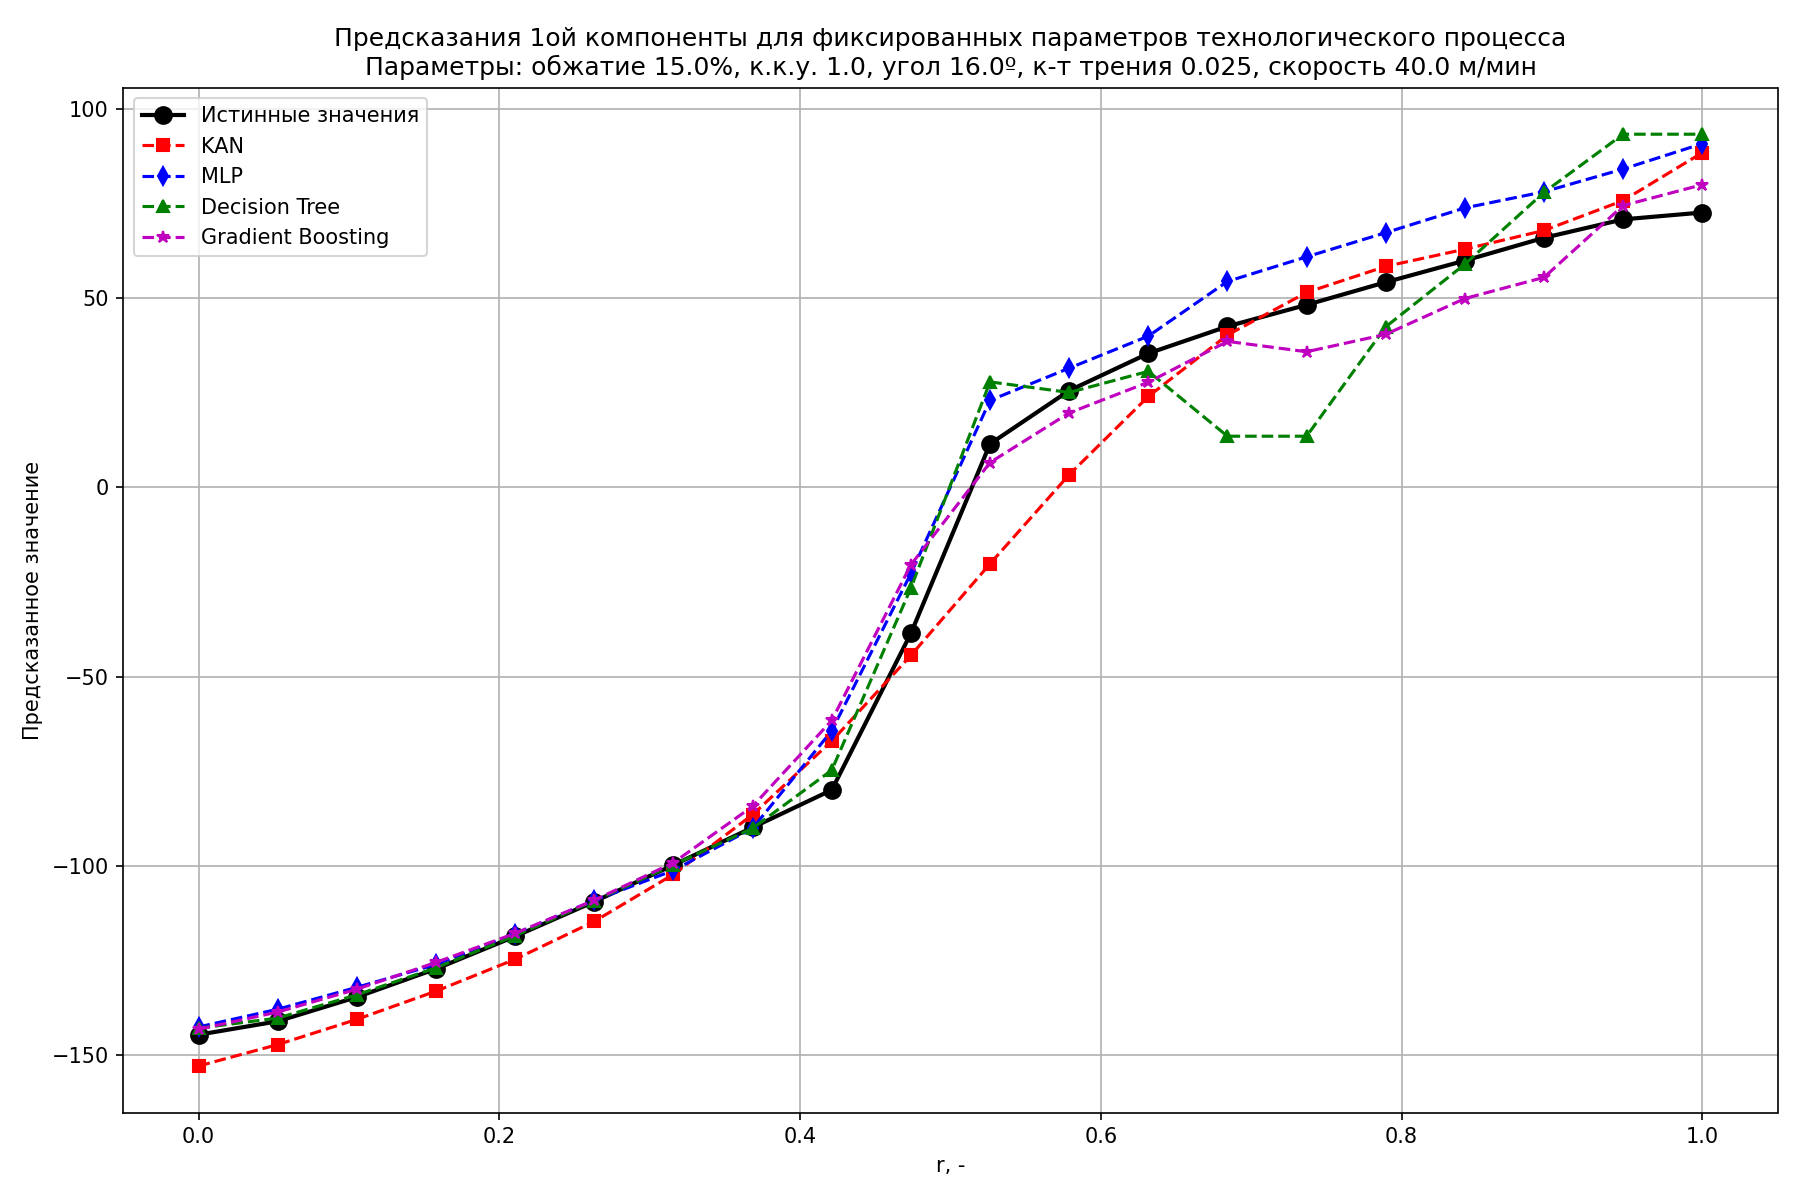 Предсказания 1ой компоненты для фиксированных параметров технологического процесса
Параметры: обжатие 15.0%, к.к.у. 1.0, угол 16.0º, к-т трения 0.025, скорость 40.0 м/мин
Истинные значения
KAN
MLP
Decision Tree
Gradient Boosting
Предсказанное значение
100
50
0
−50
−100
−150
0.0
0.2
0.4
0.6
0.8
1.0
r, -